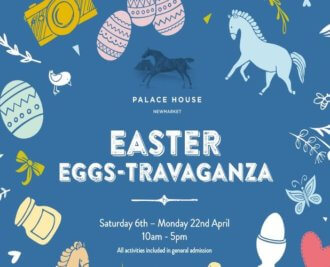 PALACE HOUSE
NEWMARKET
EASTER
EGGS-TRAVAGANZA
Saturday 6th – Monday 22nd April
10am - 5pm
All activities included in general admission